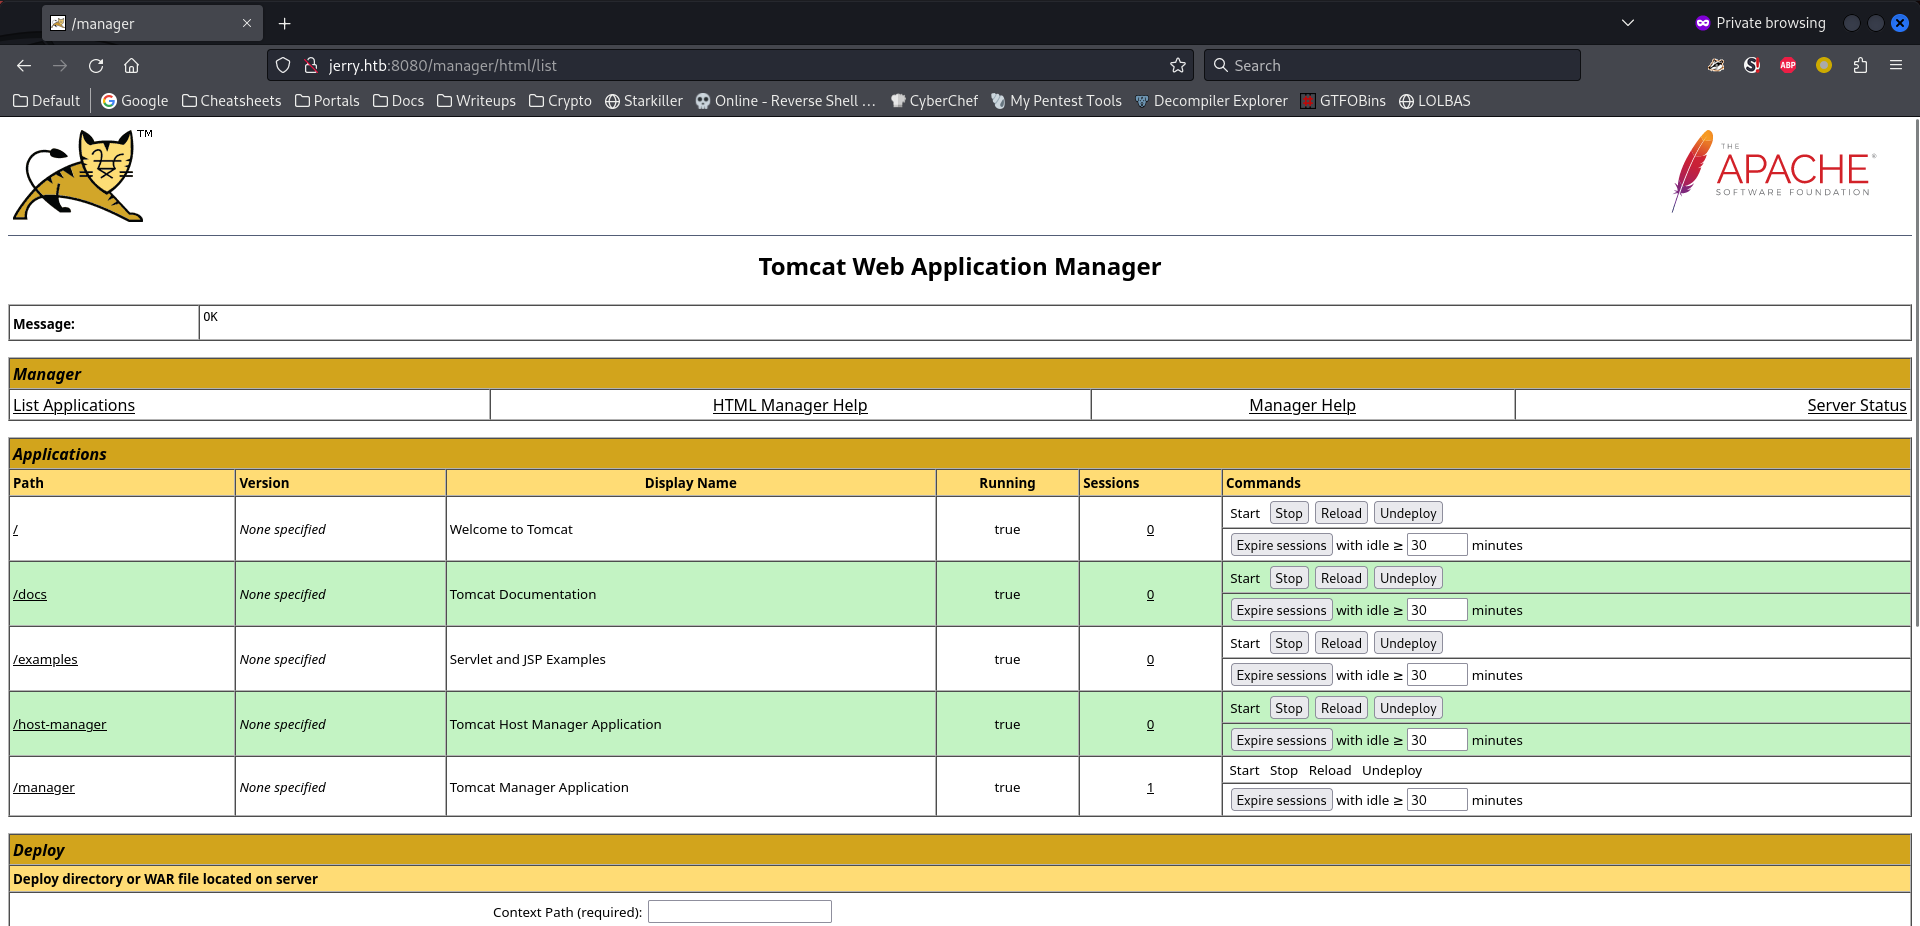 /manager
Private browsing
jerry.htb:8080/manager/html/list
Search
Default Google Cheatsheets Portals Docs Writeups Crypto Starkiller Online - Reverse Shell ... CyberChef My Pentest Tools Decompiler Explorer GTFOBins LOLBAS
ABP
TM
THE
APACHE®
SOFTWARE FOUNDATION
Tomcat Web Application Manager
Message: OK
Manager
List Applications HTML Manager Help Manager Help Server Status
Applications
Path Version Display Name Running Sessions Commands
/ None specified Welcome to Tomcat true 0 Start Stop Reload Undeploy
Expire sessions with idle ≥ 30 minutes
/docs None specified Tomcat Documentation true 0 Start Stop Reload Undeploy
Expire sessions with idle ≥ 30 minutes
/examples None specified Servlet and JSP Examples true 0 Start Stop Reload Undeploy
Expire sessions with idle ≥ 30 minutes
/host-manager None specified Tomcat Host Manager Application true 0 Start Stop Reload Undeploy
Expire sessions with idle ≥ 30 minutes
/manager None specified Tomcat Manager Application true 1 Start Stop Reload Undeploy
Expire sessions with idle ≥ 30 minutes
Deploy
Deploy directory or WAR file located on server
Context Path (required):